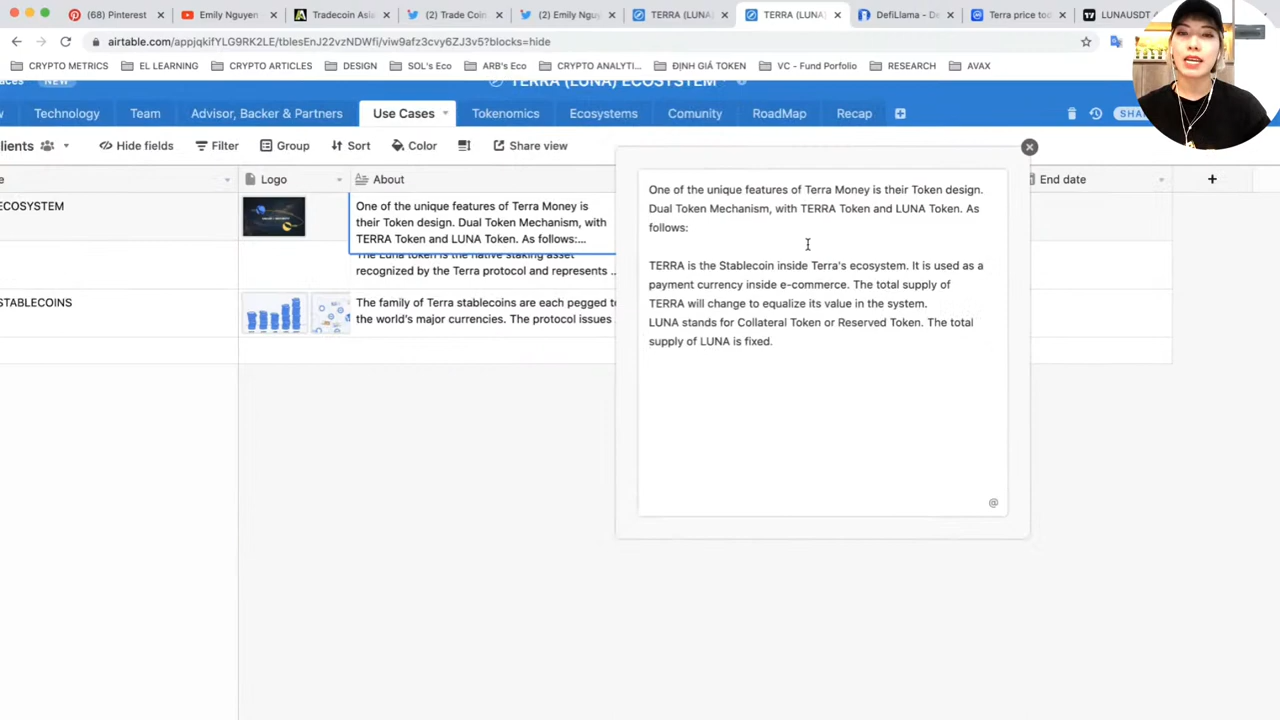 (68) Pinterest
Emily Nguyen
Tradecoin Asia
(2) Trade Coin
(2) Emily Nguye
TERRA (LUNA)
TERRA (LUNA)
DefiLlama - De
Terra price too
LUNAUSDT
airtable.com/appjqkifYLG9RK2LE/tblesEnJ22vzNDWfi/viw9afz3cvy6ZJ3v5?blocks=hide
CRYPTO METRICS
EL LEARNING
CRYPTO ARTICLES
DESIGN
SOL's Eco
ARB's Eco
CRYPTO ANALYTI...
ĐỊNH GIÁ TOKEN
VC - Fund Porfolio
RESEARCH
AVAX
NEW
TERRA (LUNA) ECOSYSTEM
Technology
Team
Advisor, Backer & Partners
Use Cases
Tokenomics
Ecosystems
Comunity
RoadMap
Recap
SHA
lients
Hide fields
Filter
Group
Sort
Color
Share view
e
Logo
About
End date
ECOSYSTEM
One of the unique features of Terra Money is
their Token design. Dual Token Mechanism, with
TERRA Token and LUNA Token. As follows:...
The Luna token is the native staking asset
recognized by the Terra protocol and represents ..
STABLECOINS
The family of Terra stablecoins are each pegged to
the world's major currencies. The protocol issues
One of the unique features of Terra Money is their Token design.
Dual Token Mechanism, with TERRA Token and LUNA Token. As
follows:
TERRA is the Stablecoin inside Terra's ecosystem. It is used as a
payment currency inside e-commerce. The total supply of
TERRA will change to equalize its value in the system.
LUNA stands for Collateral Token or Reserved Token. The total
supply of LUNA is fixed.
@